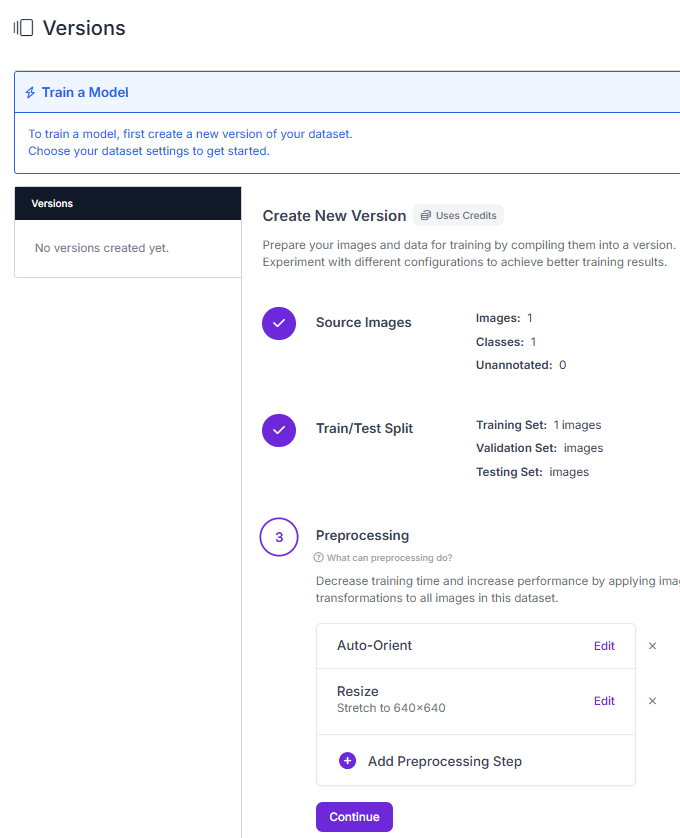 Versions
Train a Model
To train a model, first create a new version of your dataset.
Choose your dataset settings to get started.
Versions
No versions created yet.
Create New Version
Uses Credits
Prepare your images and data for training by compiling them into a version.
Experiment with different configurations to achieve better training results.
Source Images
Images: 1
Classes: 1
Unannotated: 0
Train/Test Split
Training Set: 1 images
Validation Set: images
Testing Set: images
3
Preprocessing
? What can preprocessing do?
Decrease training time and increase performance by applying
transformations to all images in this dataset.
Auto-Orient
Edit
×
Resize
Stretch to 640×640
Edit
×
+ Add Preprocessing Step
Continue